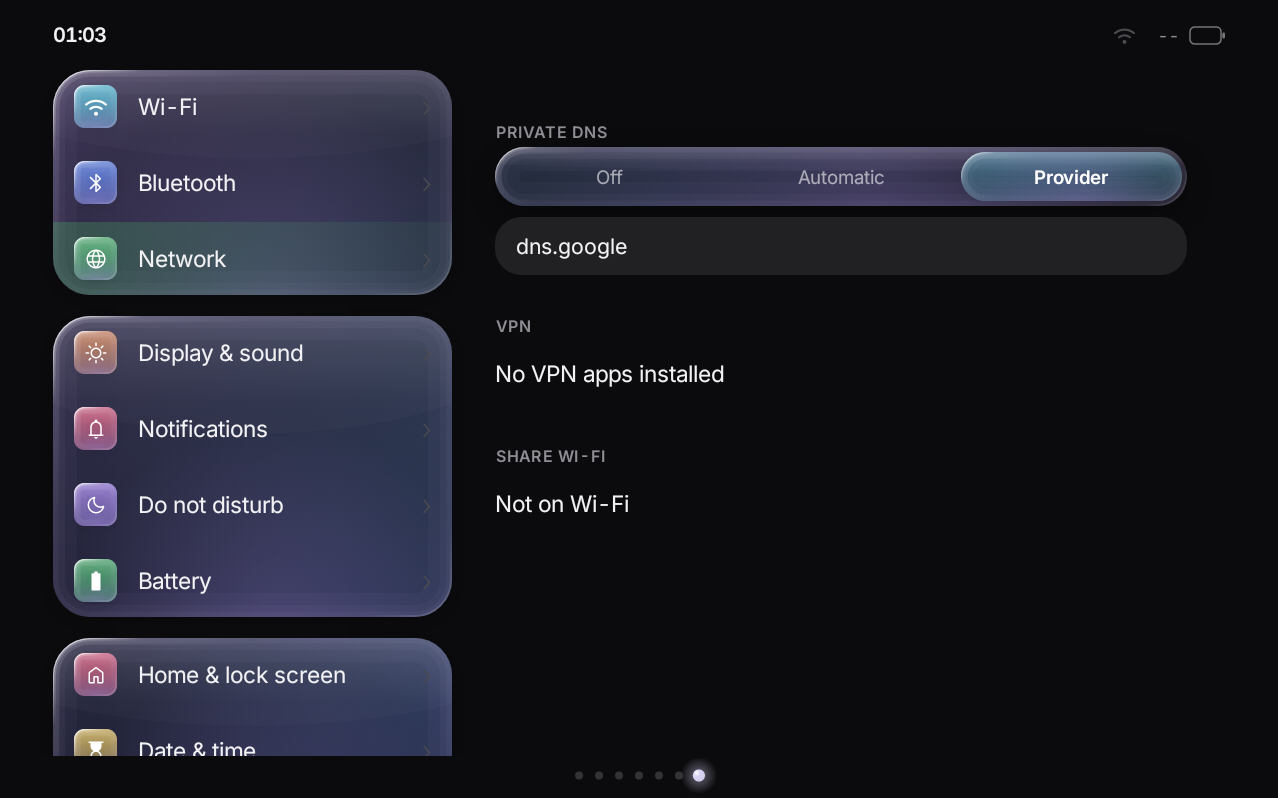 01:03
--
Wi-Fi
Bluetooth
Network
Display & sound
Notifications
Do not disturb
Battery
Home & lock screen
Date & time
PRIVATE DNS
Off
Automatic
Provider
dns.google
VPN
No VPN apps installed
SHARE WI-FI
Not on Wi-Fi